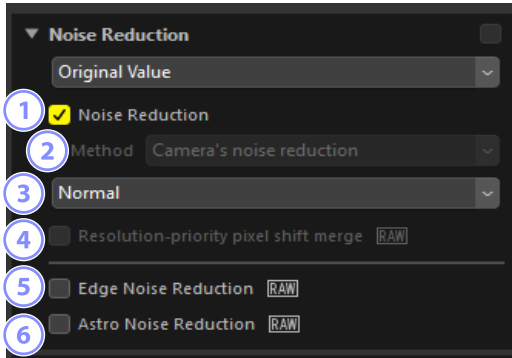 Noise Reduction
Original Value
1 Noise Reduction
2 Method Camera's noise reduction
3 Normal
4 Resolution-priority pixel shift merge RAW
5 Edge Noise Reduction RAW
6 Astro Noise Reduction RAW